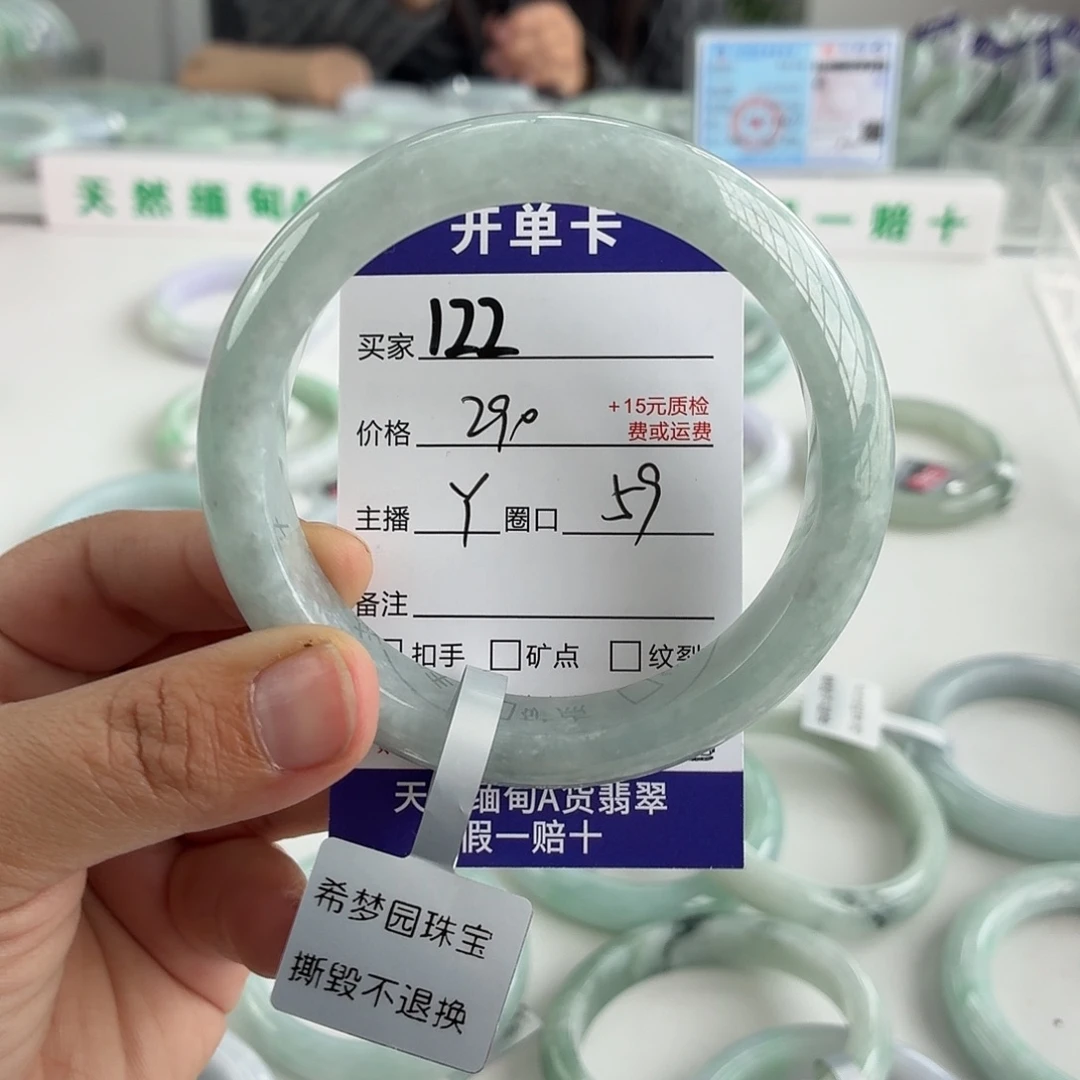 天然缅甸
一赔十
开单卡
买家 122
价格 290 +15元质检
费或运费
主播 Y 圈口 59
备注
扣手 矿点 纹裂
缅甸A货翡翠
假一赔十
希梦园珠宝
撕毁不退换